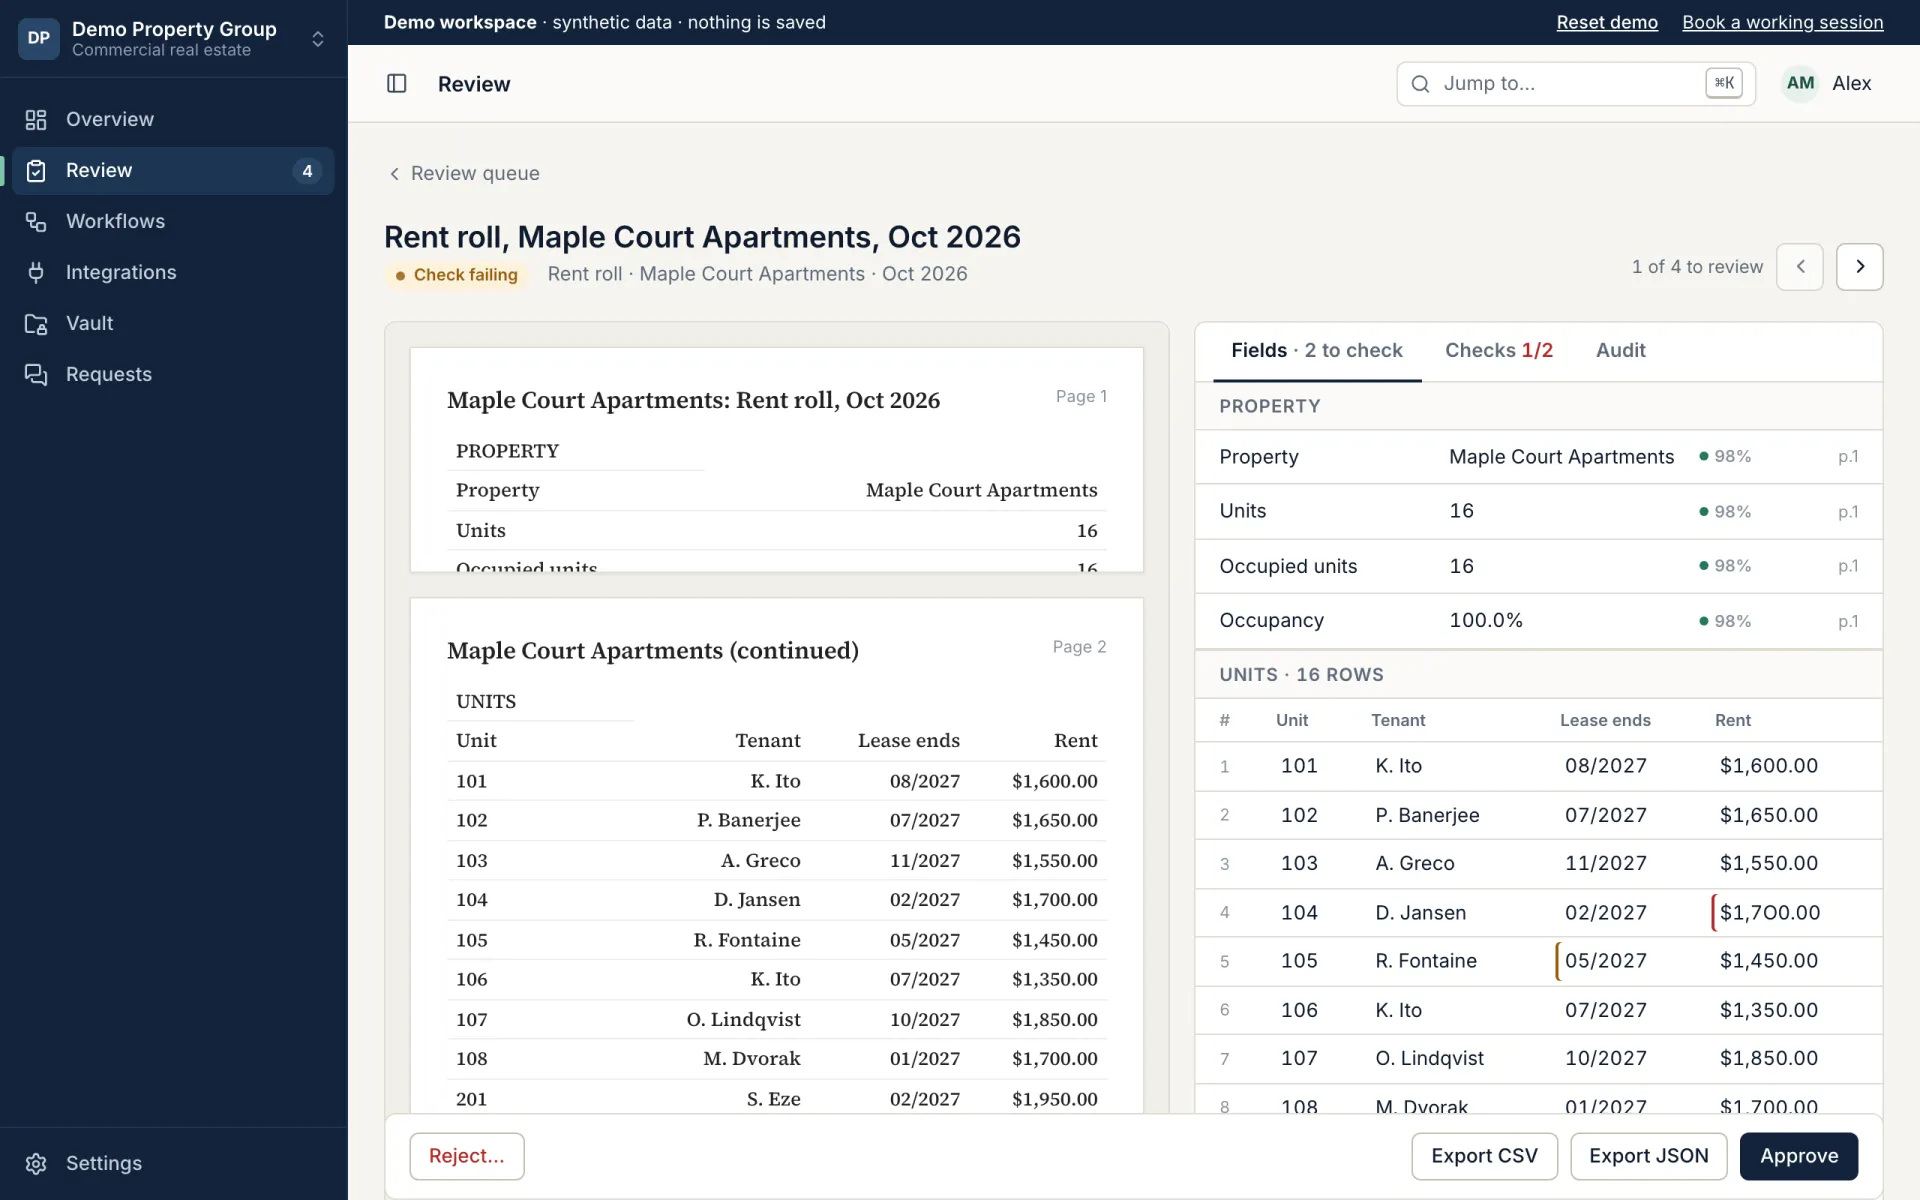 DP
Demo Property Group
Commercial real estate
Overview
Review 4
Workflows
Integrations
Vault
Requests
Settings
Demo workspace · synthetic data · nothing is saved
Reset demo Book a working session
Review
Jump to... ⌘K
AM Alex
Review queue
Rent roll, Maple Court Apartments, Oct 2026
Check failing Rent roll · Maple Court Apartments · Oct 2026
1 of 4 to review
Maple Court Apartments: Rent roll, Oct 2026 Page 1
PROPERTY
Property Maple Court Apartments
Units 16
Occupied units 16
Maple Court Apartments (continued) Page 2
UNITS
Unit Tenant Lease ends Rent
101 K. Ito 08/2027 $1,600.00
102 P. Banerjee 07/2027 $1,650.00
103 A. Greco 11/2027 $1,550.00
104 D. Jansen 02/2027 $1,700.00
105 R. Fontaine 05/2027 $1,450.00
106 K. Ito 07/2027 $1,350.00
107 O. Lindqvist 10/2027 $1,850.00
108 M. Dvorak 01/2027 $1,700.00
201 S. Eze 02/2027 $1,950.00
Fields · 2 to check Checks 1/2 Audit
PROPERTY
Property Maple Court Apartments 98% p.1
Units 16 98% p.1
Occupied units 16 98% p.1
Occupancy 100.0% 98% p.1
UNITS · 16 ROWS
# Unit Tenant Lease ends Rent
1 101 K. Ito 08/2027 $1,600.00
2 102 P. Banerjee 07/2027 $1,650.00
3 103 A. Greco 11/2027 $1,550.00
4 104 D. Jansen 02/2027 $1,7O0.00
5 105 R. Fontaine 05/2027 $1,450.00
6 106 K. Ito 07/2027 $1,350.00
7 107 O. Lindqvist 10/2027 $1,850.00
8 108 M. Dvorak 01/2027 $1,700.00
Reject... Export CSV Export JSON Approve